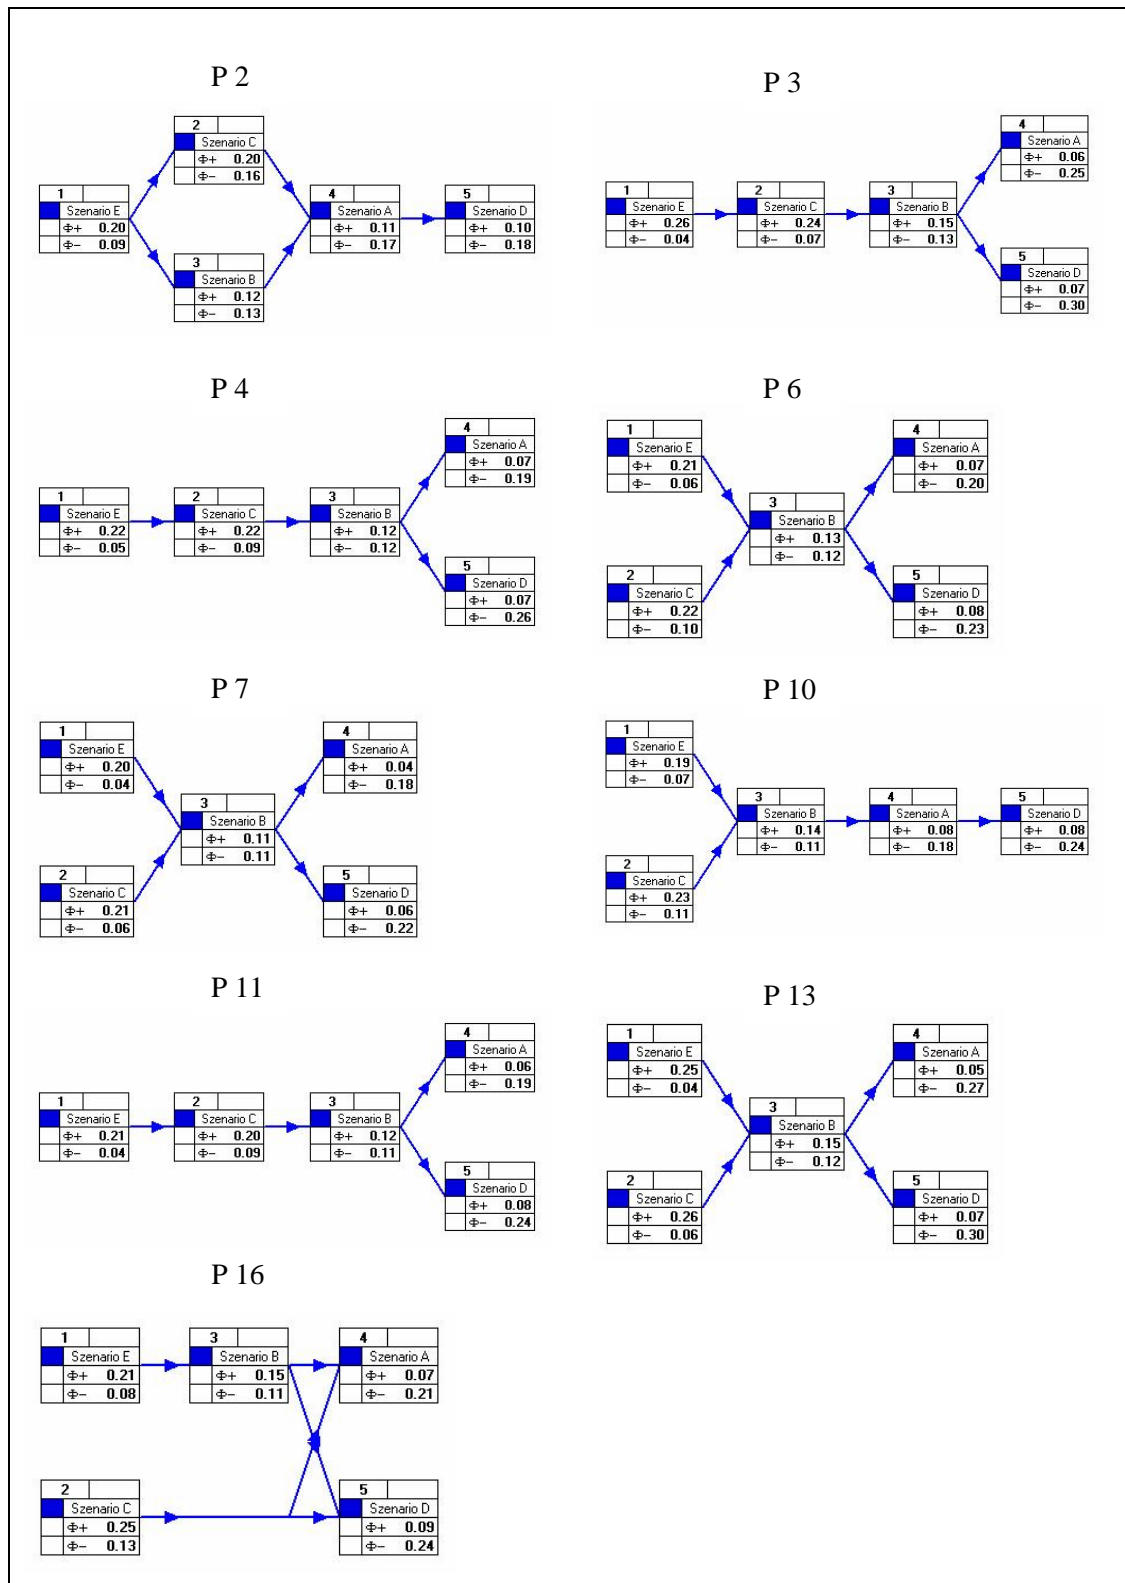 P 2
2
Szenario C
Φ+ 0.20
Φ− 0.16
1
Szenario E
Φ+ 0.20
Φ− 0.09
4
Szenario A
Φ+ 0.11
Φ− 0.17
5
Szenario D
Φ+ 0.10
Φ− 0.18
3
Szenario B
Φ+ 0.12
Φ− 0.13
P 3
4
Szenario A
Φ+ 0.06
Φ− 0.25
1
Szenario E
Φ+ 0.26
Φ− 0.04
2
Szenario C
Φ+ 0.24
Φ− 0.07
3
Szenario B
Φ+ 0.15
Φ− 0.13
5
Szenario D
Φ+ 0.07
Φ− 0.30
P 4
4
Szenario A
Φ+ 0.07
Φ− 0.19
1
Szenario E
Φ+ 0.22
Φ− 0.05
2
Szenario C
Φ+ 0.22
Φ− 0.09
3
Szenario B
Φ+ 0.12
Φ− 0.12
5
Szenario D
Φ+ 0.07
Φ− 0.26
P 6
1
Szenario E
Φ+ 0.21
Φ− 0.06
4
Szenario A
Φ+ 0.07
Φ− 0.20
3
Szenario B
Φ+ 0.13
Φ− 0.12
2
Szenario C
Φ+ 0.22
Φ− 0.10
5
Szenario D
Φ+ 0.08
Φ− 0.23
P 7
1
Szenario E
Φ+ 0.20
Φ− 0.04
4
Szenario A
Φ+ 0.04
Φ− 0.18
3
Szenario B
Φ+ 0.11
Φ− 0.11
2
Szenario C
Φ+ 0.21
Φ− 0.06
5
Szenario D
Φ+ 0.06
Φ− 0.22
P 10
1
Szenario E
Φ+ 0.19
Φ− 0.07
3
Szenario B
Φ+ 0.14
Φ− 0.11
4
Szenario A
Φ+ 0.08
Φ− 0.18
5
Szenario D
Φ+ 0.08
Φ− 0.24
2
Szenario C
Φ+ 0.23
Φ− 0.11
P 11
4
Szenario A
Φ+ 0.06
Φ− 0.19
1
Szenario E
Φ+ 0.21
Φ− 0.04
2
Szenario C
Φ+ 0.20
Φ− 0.09
3
Szenario B
Φ+ 0.12
Φ− 0.11
5
Szenario D
Φ+ 0.08
Φ− 0.24
P 13
1
Szenario E
Φ+ 0.25
Φ− 0.04
4
Szenario A
Φ+ 0.05
Φ− 0.27
3
Szenario B
Φ+ 0.15
Φ− 0.12
2
Szenario C
Φ+ 0.26
Φ− 0.06
5
Szenario D
Φ+ 0.07
Φ− 0.30
P 16
1
Szenario E
Φ+ 0.21
Φ− 0.08
3
Szenario B
Φ+ 0.15
Φ− 0.11
4
Szenario A
Φ+ 0.07
Φ− 0.21
2
Szenario C
Φ+ 0.25
Φ− 0.13
5
Szenario D
Φ+ 0.09
Φ− 0.24